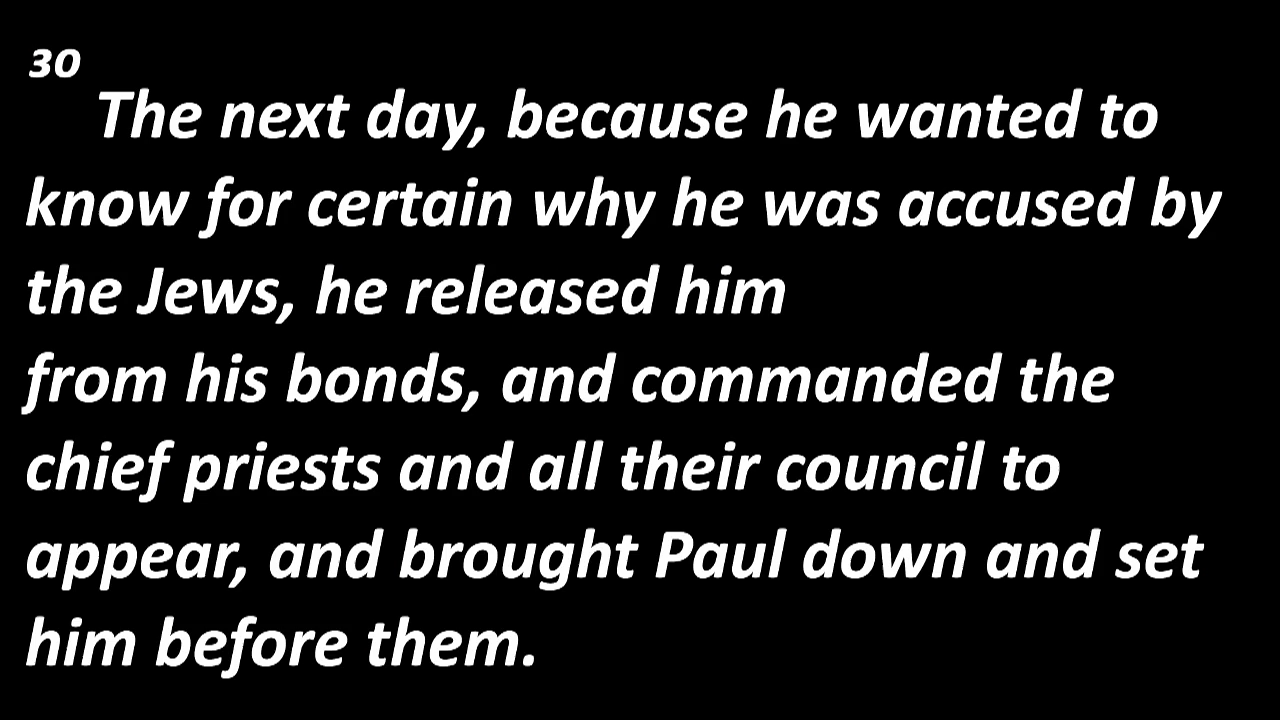 30
The next day, because he wanted to
know for certain why he was accused by
the Jews, he released him
from his bonds, and commanded the
chief priests and all their council to
appear, and brought Paul down and set
him before them.